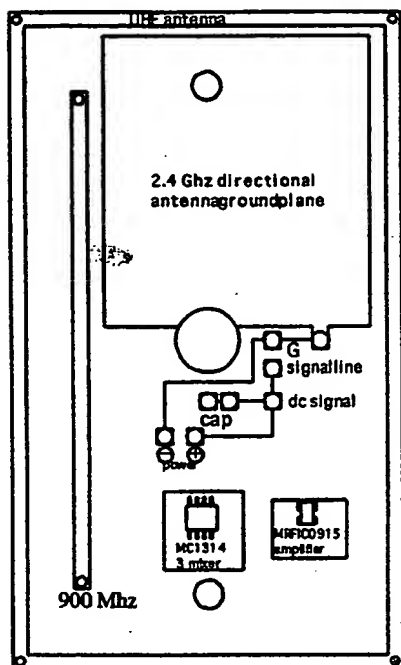 UHF antenna
2.4 Ghz directional
antennagroundplane
G
signalline
dc signal
cap
power
MC1314
3 mixer
MRFIC0915
amplifier
900 Mhz